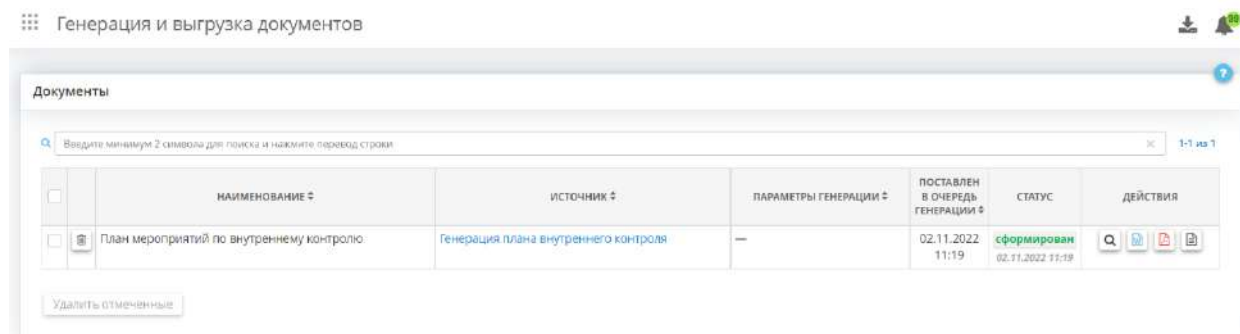 Генерация и выгрузка документов
39
?
Документы
Введите минимум 2 символа для поиска и нажмите перевод строки
1-1 из 1
НАИМЕНОВАНИЕ
ИСТОЧНИК
ПАРАМЕТРЫ ГЕНЕРАЦИИ
ПОСТАВЛЕН
В ОЧЕРЕДЬ
ГЕНЕРАЦИИ
СТАТУС
ДЕЙСТВИЯ
План мероприятий по внутреннему контролю
Генерация плана внутреннего контроля
—
02.11.2022
11:19
сформирован
02.11.2022 11:19
Удалить отмеченные